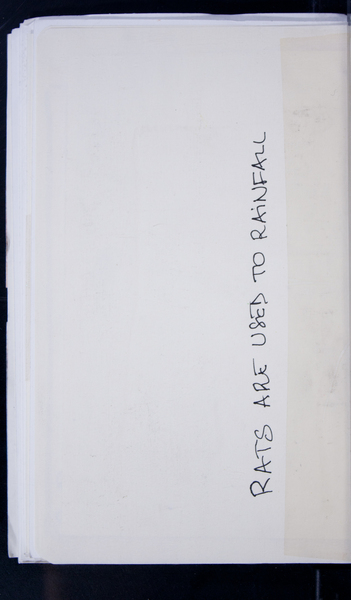 RATS ARE USED TO RAiNFALL